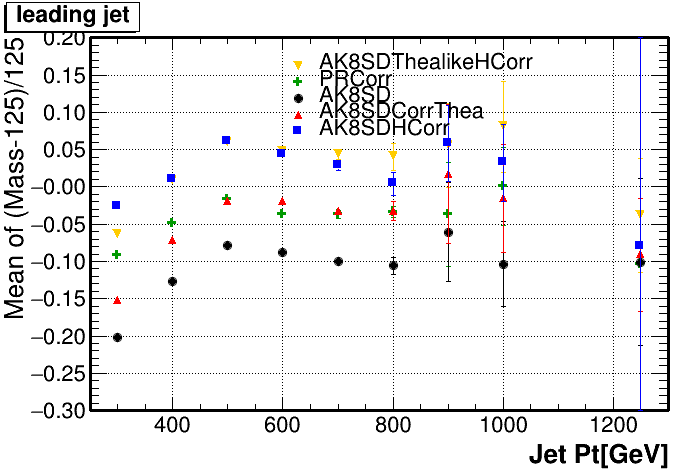 leading jet
Mean of (Mass-125)/125
0.20
0.15
0.10
0.05
−0.00
−0.05
−0.10
−0.15
−0.20
−0.25
−0.30
AK8SDThealikeHCorr
PRCorr
AK8SD
AK8SDCorrThea
AK8SDHCorr
400 600 800 1000 1200
Jet Pt[GeV]